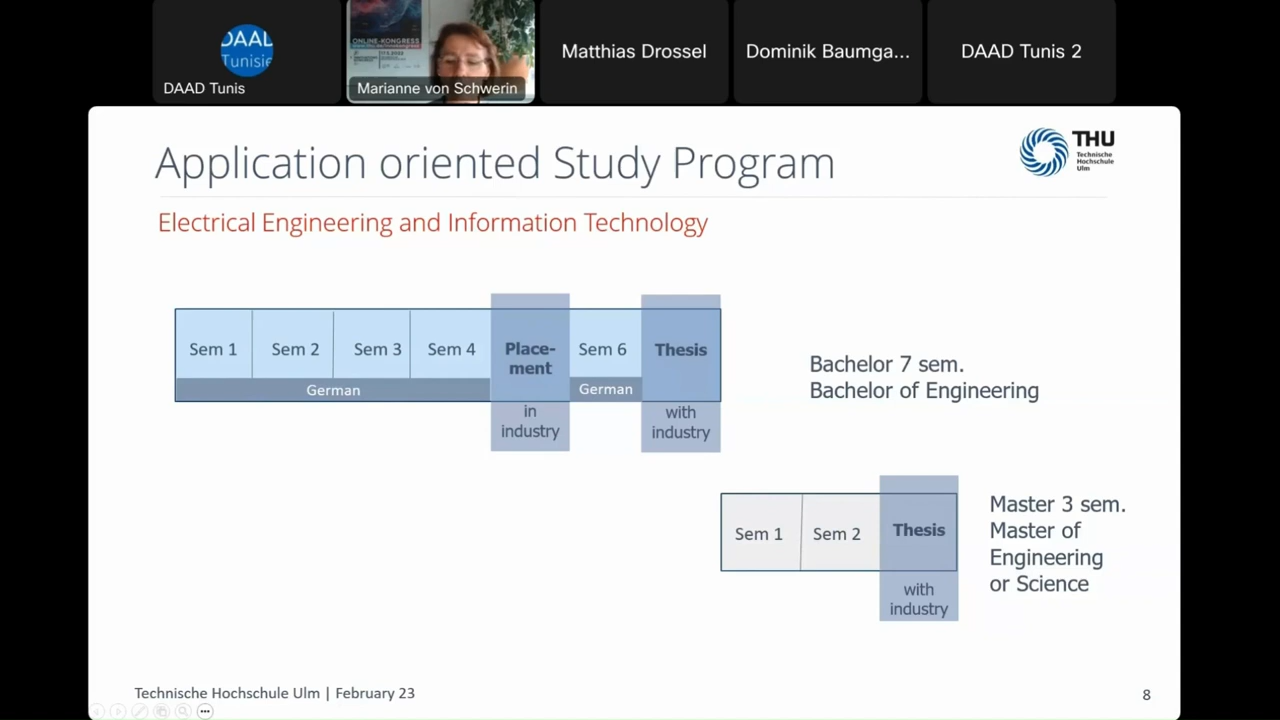 DAAD
Tunisie
DAAD Tunis
ONLINE-KONGRESS
Marianne von Schwerin
Matthias Drossel
Dominik Baumga...
DAAD Tunis 2
Application oriented Study Program
THU
Technische
Hochschule
Ulm
Electrical Engineering and Information Technology
Sem 1
Sem 2
Sem 3
Sem 4
Place-
ment
Sem 6
Thesis
German
German
in
industry
with
industry
Bachelor 7 sem.
Bachelor of Engineering
Sem 1
Sem 2
Thesis
with
industry
Master 3 sem.
Master of
Engineering
or Science
Technische Hochschule Ulm | February 23
8